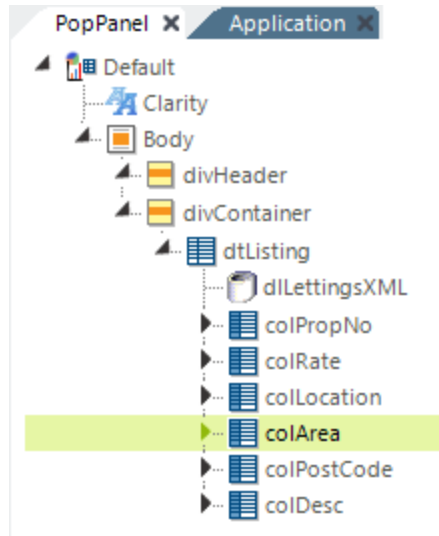 PopPanel Application
Default
Clarity
Body
divHeader
divContainer
dtListing
dlLettingsXML
colPropNo
colRate
colLocation
colArea
colPostCode
colDesc